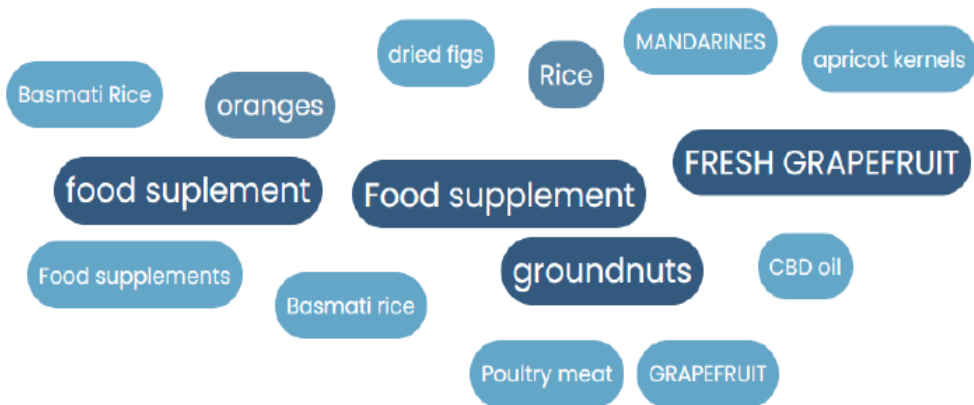 dried figs
Rice
MANDARINES
apricot kernels
Basmati Rice
oranges
food suplement
Food supplement
FRESH GRAPEFRUIT
Food supplements
Basmati rice
groundnuts
CBD oil
Poultry meat
GRAPEFRUIT